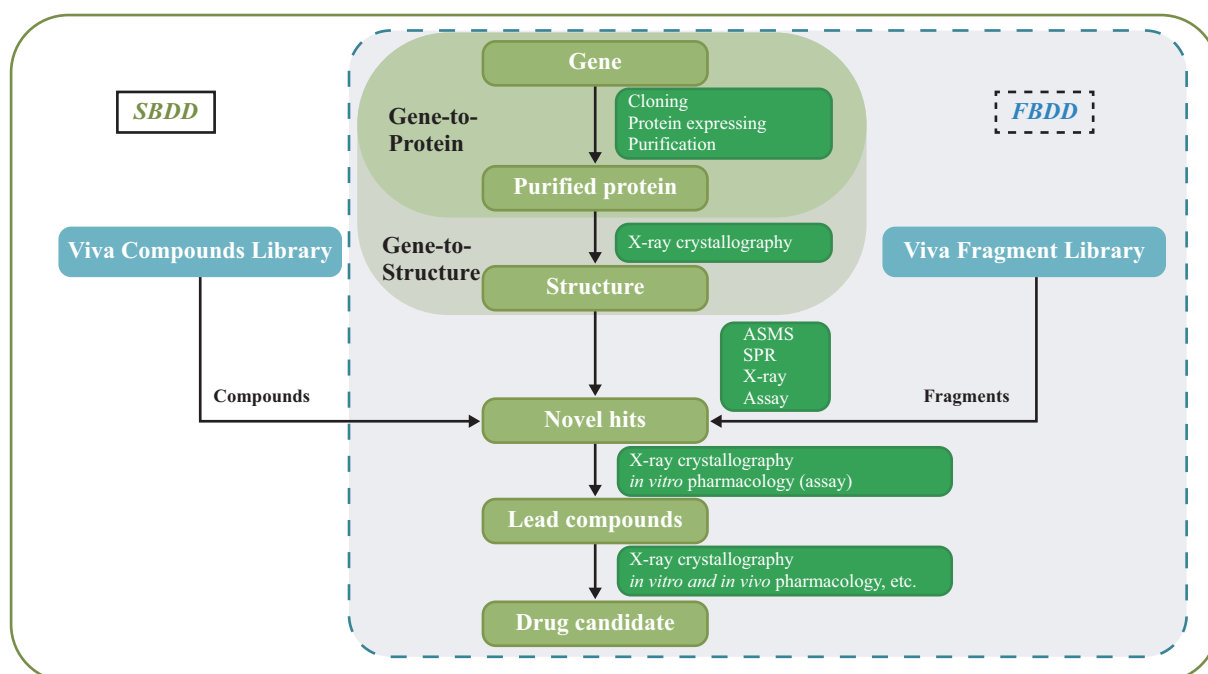 Gene
SBDD
FBDD
Gene-to-
Protein
Cloning
Protein expressing
Purification
Purified protein
Viva Compounds Library
Gene-to-
Structure
X-ray crystallography
Viva Fragment Library
Structure
ASMS
SPR
X-ray
Assay
Compounds
Fragments
Novel hits
X-ray crystallography
in vitro pharmacology (assay)
Lead compounds
X-ray crystallography
in vitro and in vivo pharmacology, etc.
Drug candidate